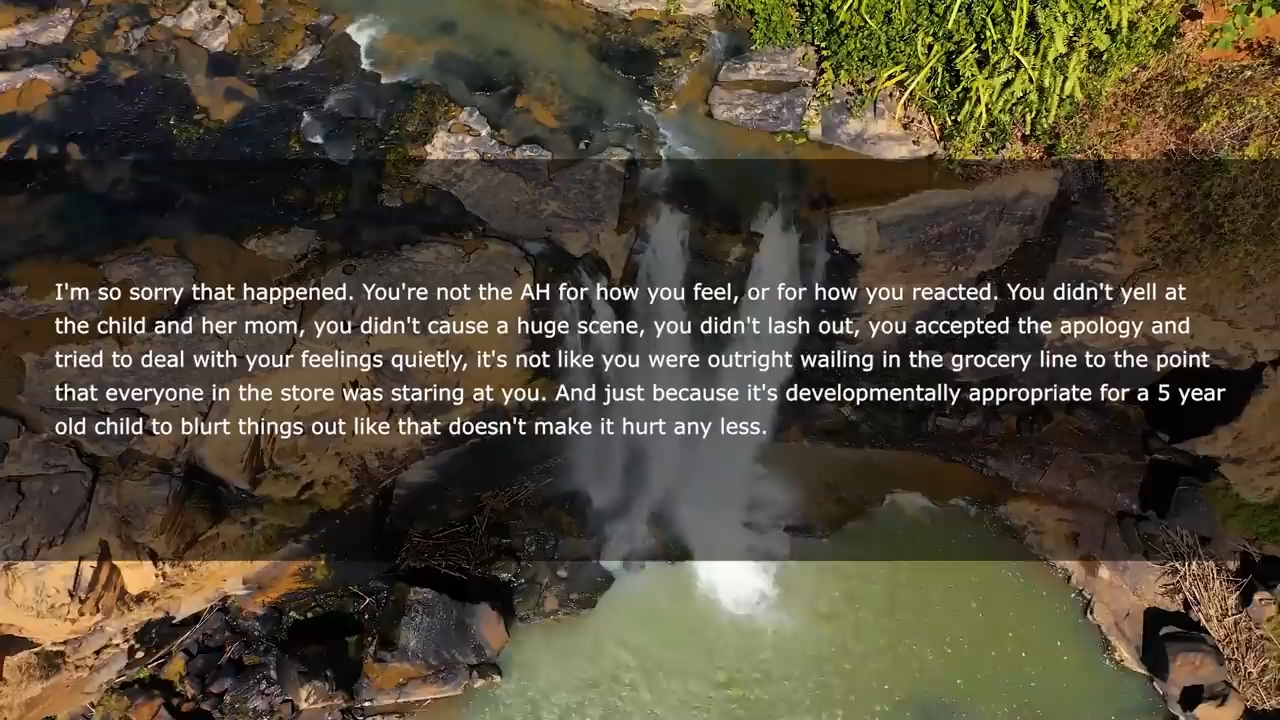 I'm so sorry that happened. You're not the AH for how you feel, or for how you reacted. You didn't yell at
the child and her mom, you didn't cause a huge scene, you didn't lash out, you accepted the apology and
tried to deal with your feelings quietly, it's not like you were outright wailing in the grocery line to the point
that everyone in the store was staring at you. And just because it's developmentally appropriate for a 5 year
old child to blurt things out like that doesn't make it hurt any less.